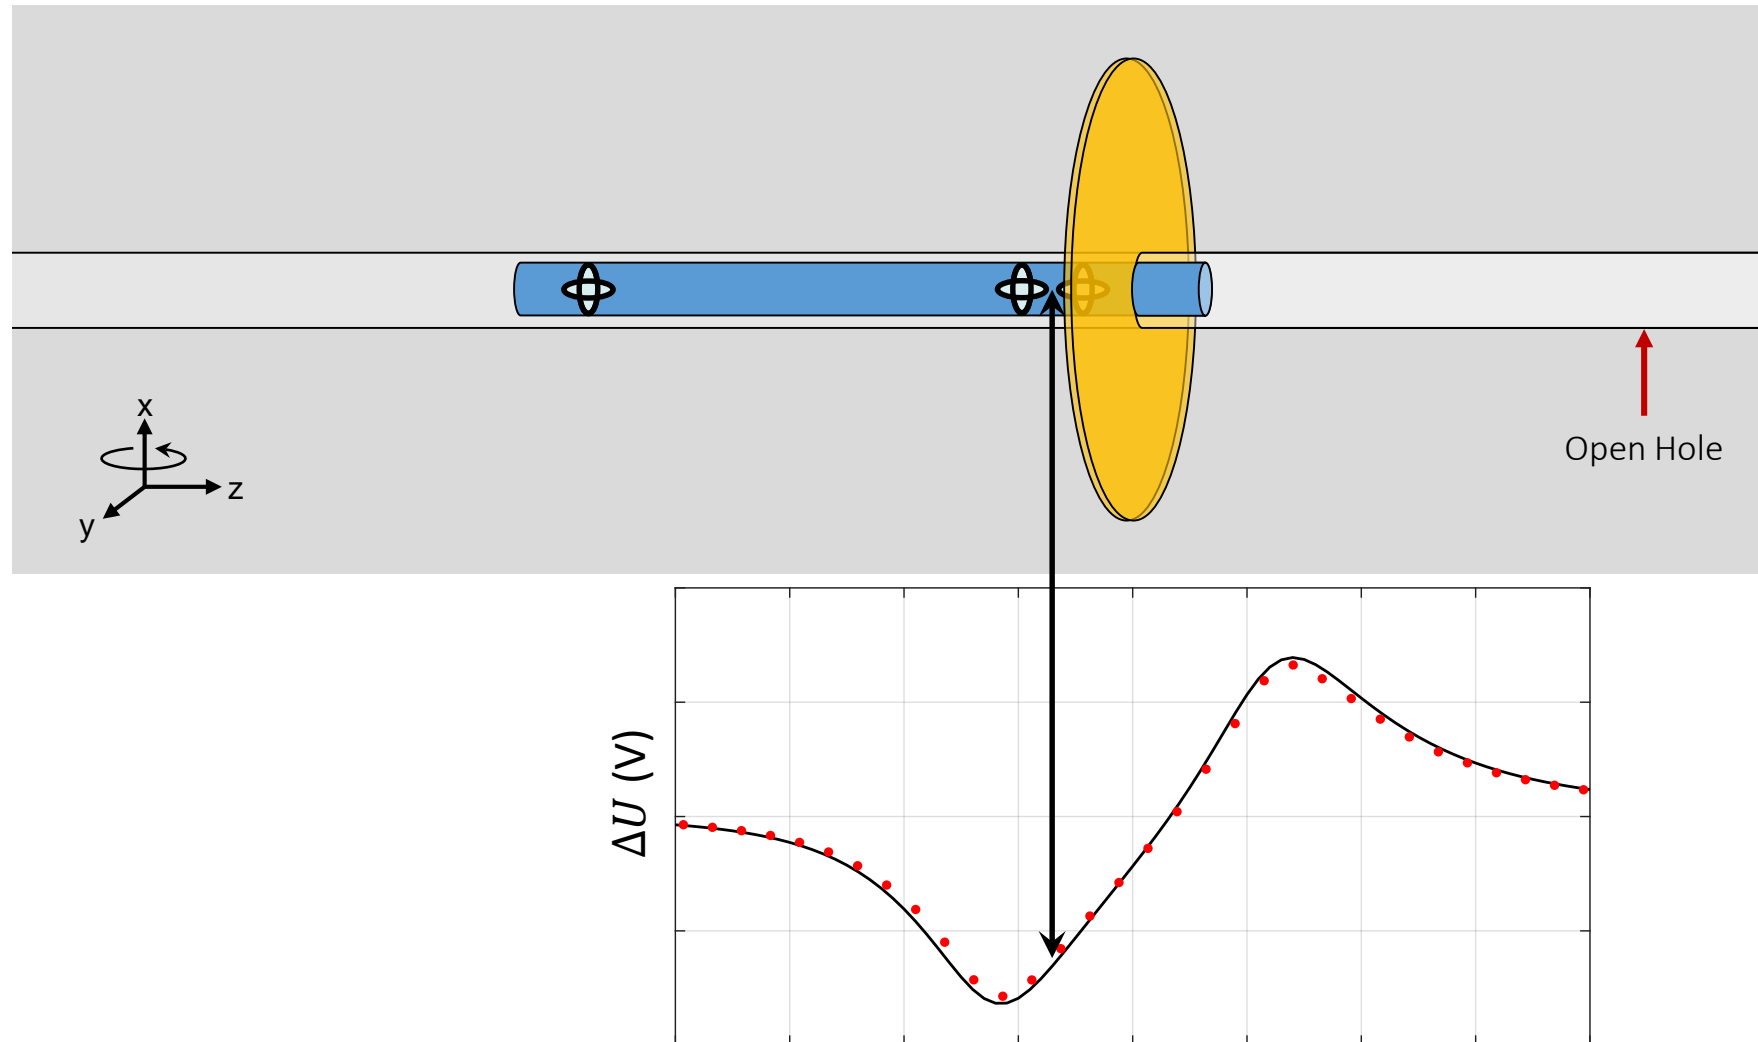 x
z
y
Open Hole
ΔU (V)